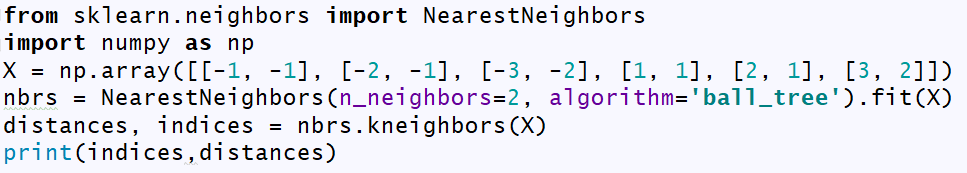 from sklearn.neighbors import NearestNeighbors
import numpy as np
X = np.array([[-1, -1], [-2, -1], [-3, -2], [1, 1], [2, 1], [3, 2]])
nbrs = NearestNeighbors(n_neighbors=2, algorithm='ball_tree').fit(X)
distances, indices = nbrs.kneighbors(X)
print(indices,distances)